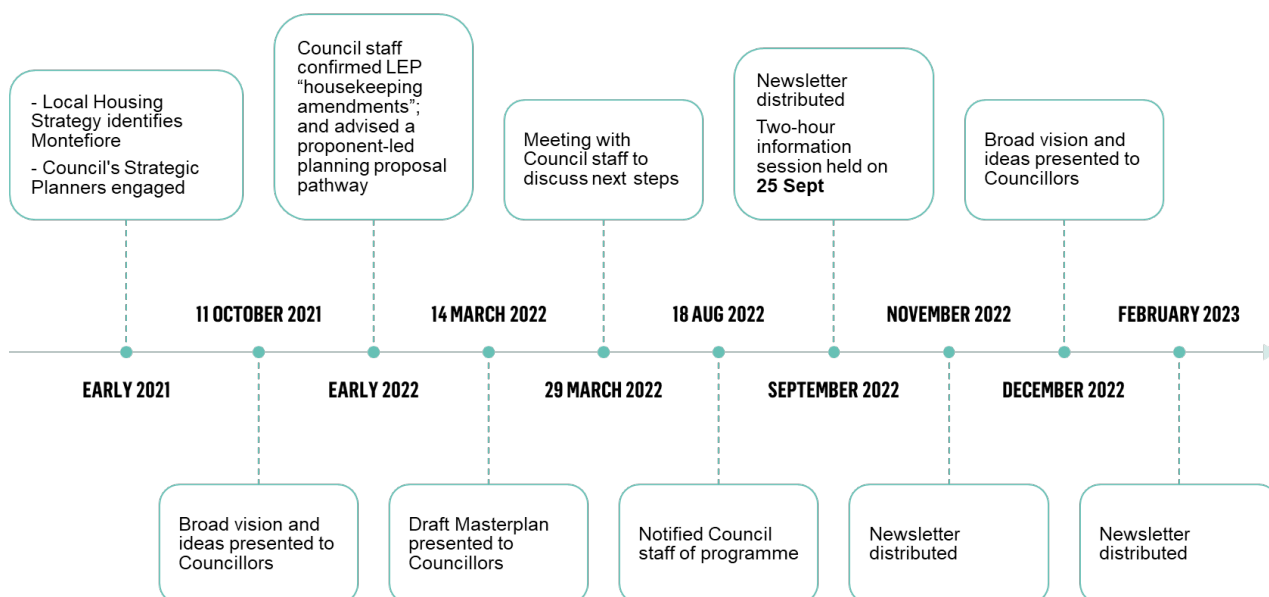 - Local Housing
Strategy identifies
Montefiore
- Council's Strategic
Planners engaged
Council staff
confirmed LEP
“housekeeping
amendments”;
and advised a
proponent-led
planning proposal
pathway
Meeting with
Council staff to
discuss next steps
Newsletter
distributed
Two-hour
information
session held on
25 Sept
Broad vision and
ideas presented to
Councillors
11 OCTOBER 2021
14 MARCH 2022
18 AUG 2022
NOVEMBER 2022
FEBRUARY 2023
EARLY 2021
EARLY 2022
29 MARCH 2022
SEPTEMBER 2022
DECEMBER 2022
Broad vision and
ideas presented to
Councillors
Draft Masterplan
presented to
Councillors
Notified Council
staff of programme
Newsletter
distributed
Newsletter
distributed